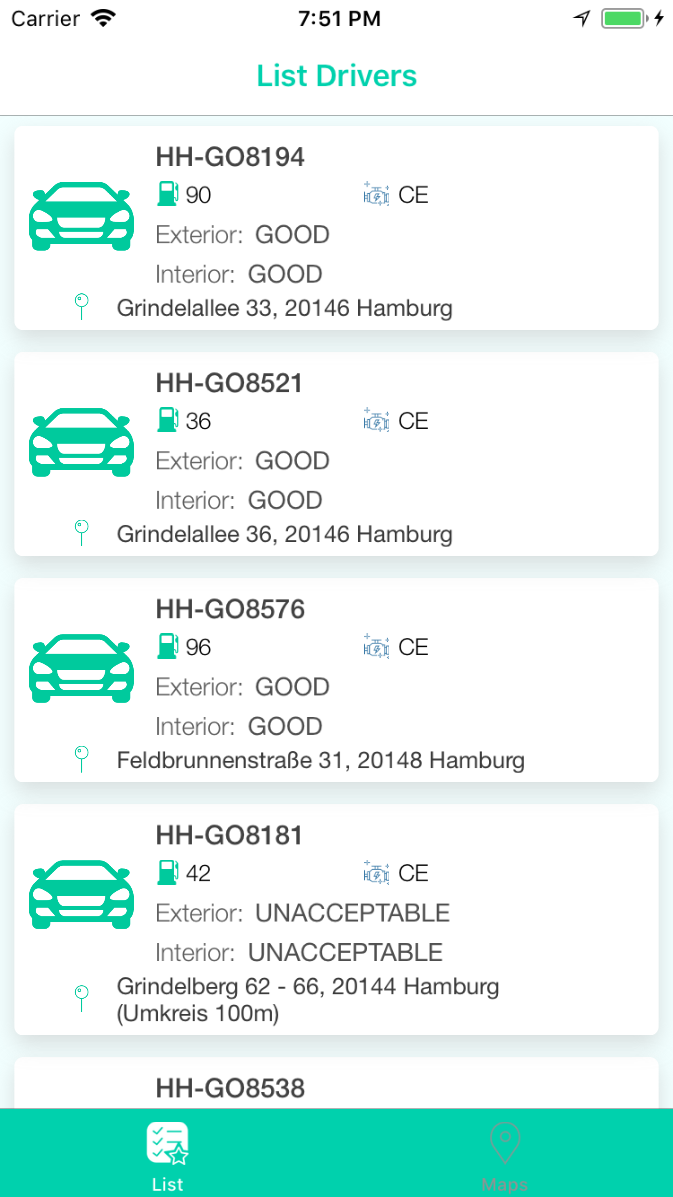 Carrier 7:51 PM
List Drivers
HH-GO8194
90 CE
Exterior: GOOD
Interior: GOOD
Grindelallee 33, 20146 Hamburg
HH-GO8521
36 CE
Exterior: GOOD
Interior: GOOD
Grindelallee 36, 20146 Hamburg
HH-GO8576
96 CE
Exterior: GOOD
Interior: GOOD
Feldbrunnenstraße 31, 20148 Hamburg
HH-GO8181
42 CE
Exterior: UNACCEPTABLE
Interior: UNACCEPTABLE
Grindelberg 62 - 66, 20144 Hamburg
(Umkreis 100m)
HH-GO8538
List Maps